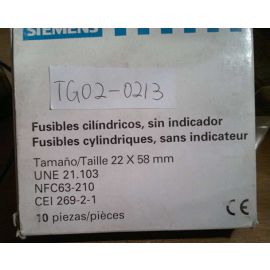 SIEMENS
TG02-0213
Fusibles cilíndricos, sin indicador
Fusibles cylindriques, sans indicateur
Tamaño/Taille 22 X 58 mm
UNE 21.103
NFC63-210
CEI 269-2-1
10 piezas/pièces
CE